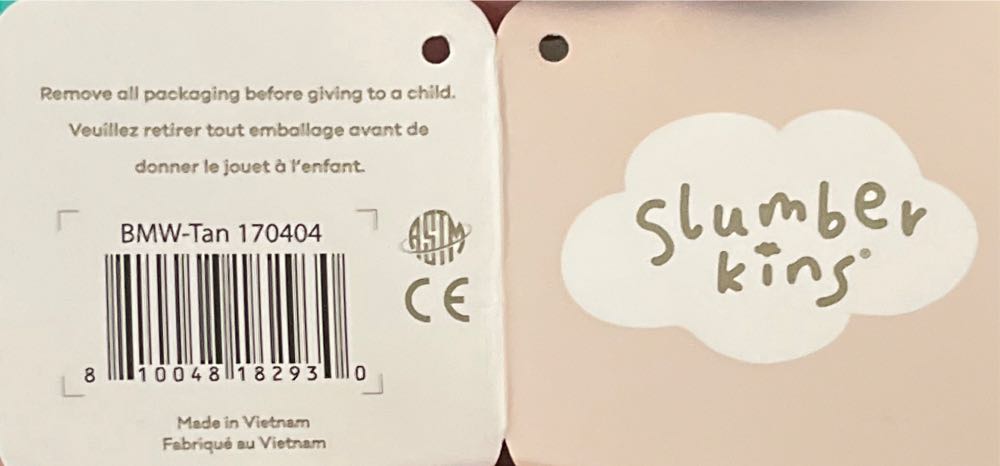 Remove all packaging before giving to a child.
Veuillez retirer tout emballage avant de
donner le jouet à l'enfant.
BMW-Tan 170404
8 10048 18293 0
ASTM
CE
Made in Vietnam
Fabriqué au Vietnam
slumber
kins®